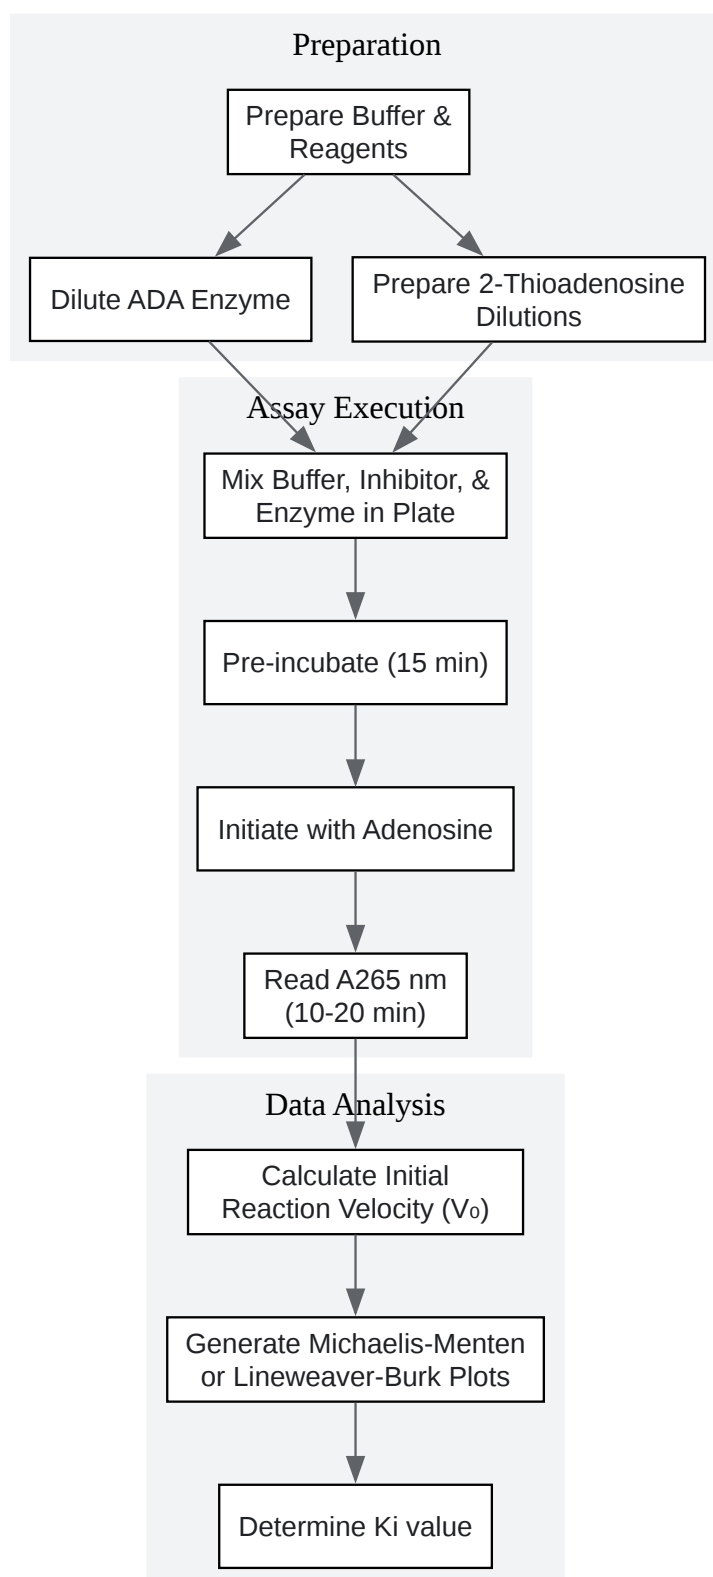 Preparation
Prepare Buffer &
Reagents
Dilute ADA Enzyme
Prepare 2-Thioadenosine
Dilutions
Assay Execution
Mix Buffer, Inhibitor, &
Enzyme in Plate
Pre-incubate (15 min)
Initiate with Adenosine
Read A265 nm
(10-20 min)
Data Analysis
Calculate Initial
Reaction Velocity (V₀)
Generate Michaelis-Menten
or Lineweaver-Burk Plots
Determine Ki value